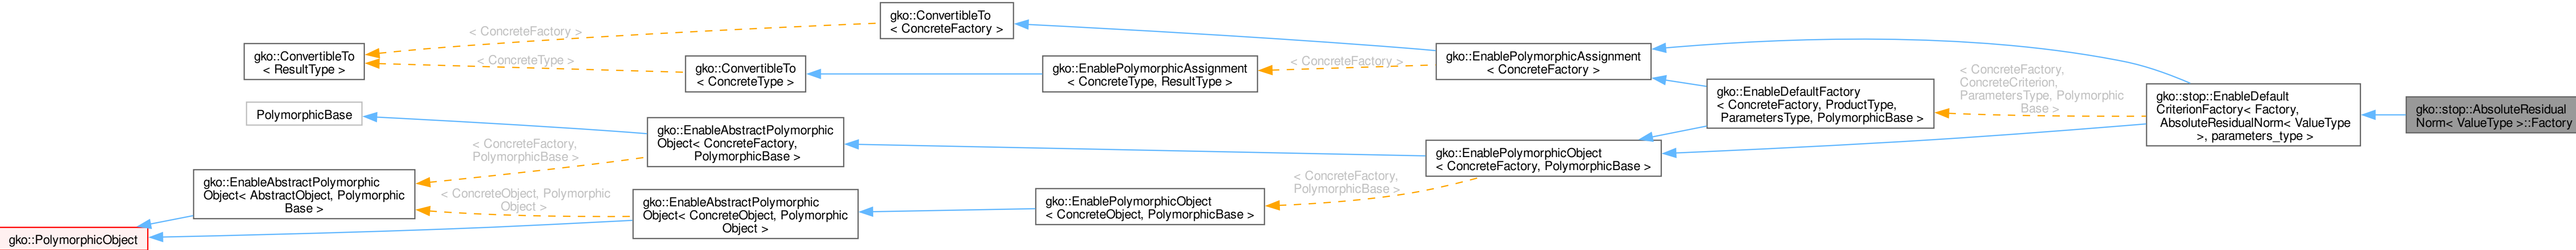 gko::ConvertibleTo
< ConcreteFactory >
< ConcreteFactory >
gko::ConvertibleTo
< ResultType >
< ConcreteType >
gko::ConvertibleTo
< ConcreteType >
gko::EnablePolymorphicAssignment
< ConcreteType, ResultType >
< ConcreteFactory >
gko::EnablePolymorphicAssignment
< ConcreteFactory >
gko::EnableDefaultFactory
< ConcreteFactory, ProductType,
ParametersType, PolymorphicBase >
< ConcreteFactory,
ConcreteCriterion,
ParametersType, Polymorphic
Base >
gko::stop::EnableDefault
CriterionFactory< Factory,
AbsoluteResidualNorm< ValueType
>, parameters_type >
gko::stop::AbsoluteResidual
Norm< ValueType >::Factory
PolymorphicBase
gko::EnableAbstractPolymorphic
Object< ConcreteFactory,
PolymorphicBase >
< ConcreteFactory,
PolymorphicBase >
gko::EnablePolymorphicObject
< ConcreteFactory, PolymorphicBase >
gko::EnableAbstractPolymorphic
Object< AbstractObject, Polymorphic
Base >
< ConcreteObject, Polymorphic
Object >
gko::EnableAbstractPolymorphic
Object< ConcreteObject, Polymorphic
Object >
gko::EnablePolymorphicObject
< ConcreteObject, PolymorphicBase >
< ConcreteFactory,
PolymorphicBase >
gko::PolymorphicObject